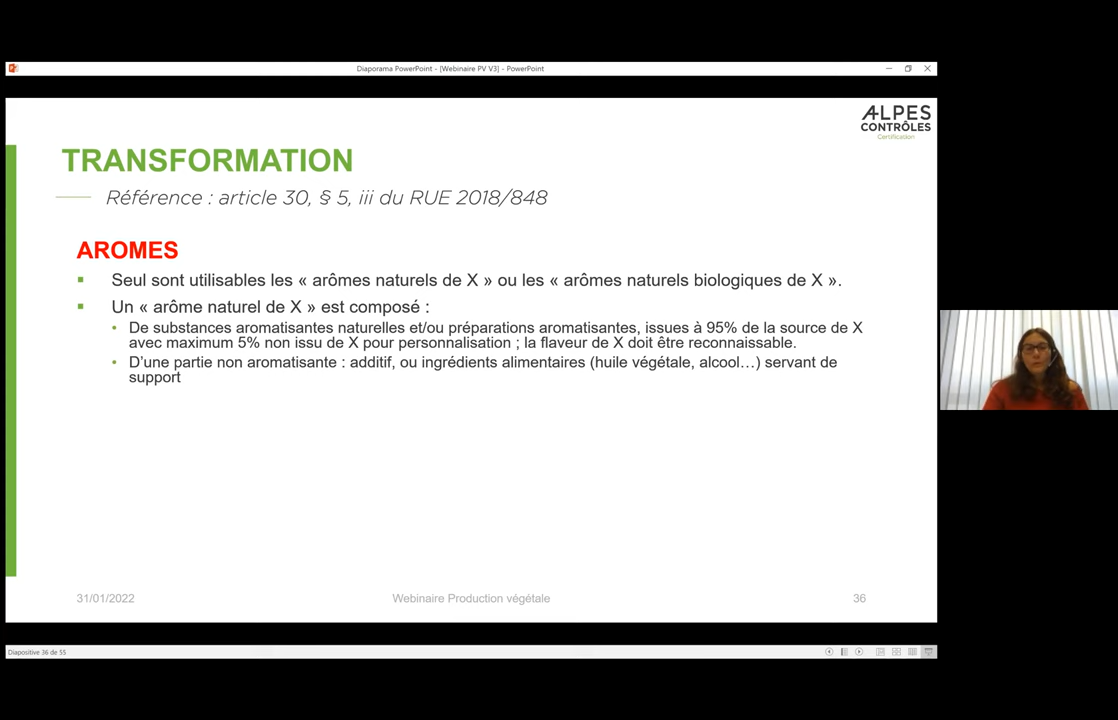 Diaporama PowerPoint - [Webinaire PV V3] - PowerPoint
ALPES
CONTRÔLES
Certification
TRANSFORMATION
Référence : article 30, § 5, iii du RUE 2018/848
AROMES
Seul sont utilisables les « arômes naturels de X » ou les « arômes naturels biologiques de X ».
Un « arôme naturel de X » est composé :
De substances aromatisantes naturelles et/ou préparations aromatisantes, issues à 95% de la source de X
avec maximum 5% non issu de X pour personnalisation ; la flaveur de X doit être reconnaissable.
D'une partie non aromatisante : additif, ou ingrédients alimentaires (huile végétale, alcool…) servant de
support
31/01/2022
Webinaire Production végétale
36
Diapositive 36 de 55